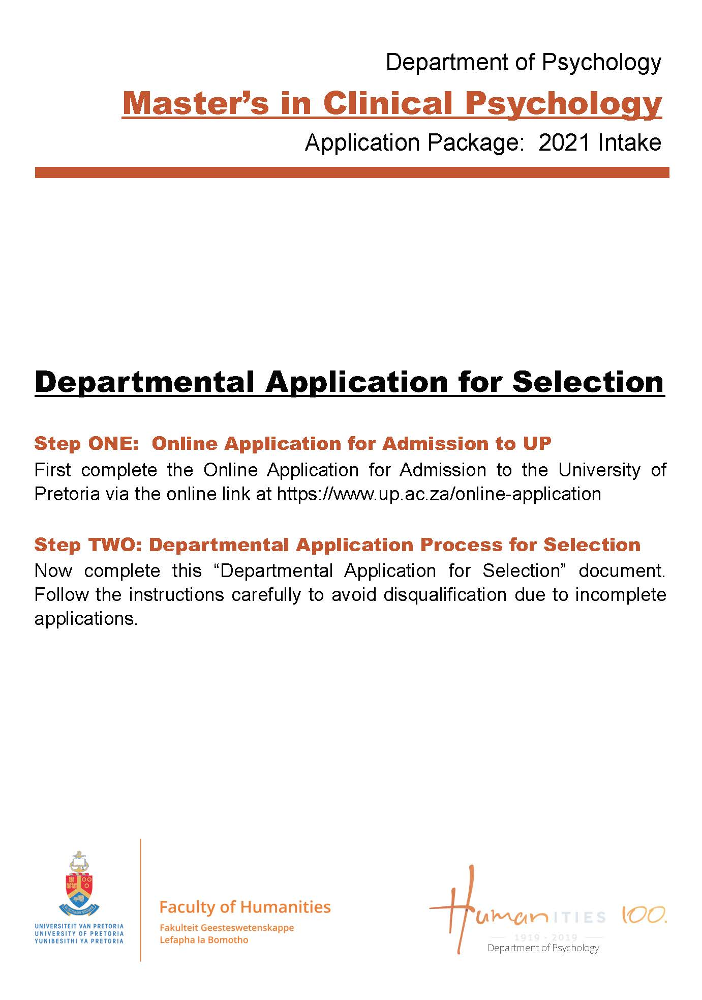 Department of Psychology
Master’s in Clinical Psychology
Application Package:  2021 Intake
Departmental Application for Selection
Step ONE:  Online Application for Admission to UP
First complete the Online Application for Admission to the University of
Pretoria via the online link at https://www.up.ac.za/online-application
Step TWO: Departmental Application Process for Selection
Now complete this “Departmental Application for Selection” document.
Follow the instructions carefully to avoid disqualification due to incomplete
applications.
UNIVERSITEIT VAN PRETORIA
UNIVERSITY OF PRETORIA
YUNIBESITHI YA PRETORIA
Faculty of Humanities
Fakulteit Geesteswetenskappe
Lefapha la Bomotho
HumanITIES 100.
1919 - 2019
Department of Psychology